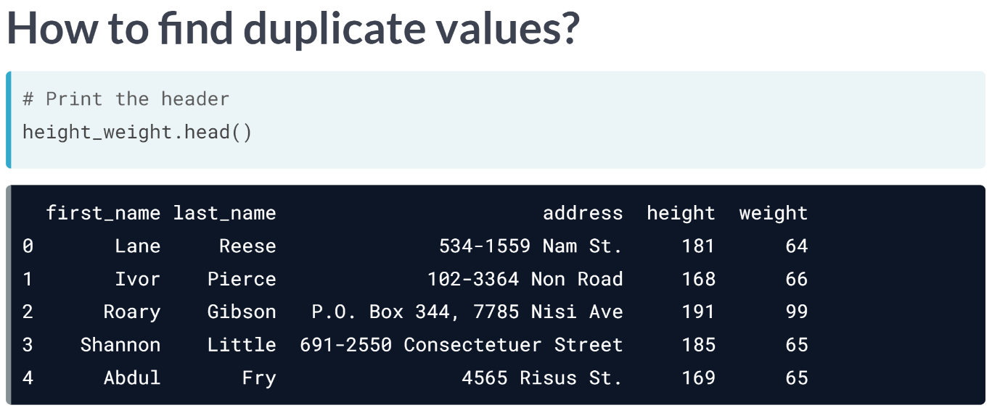 How to find duplicate values?
# Print the header
height_weight.head()
first_name last_name address height weight
0 Lane Reese 534-1559 Nam St. 181 64
1 Ivor Pierce 102-3364 Non Road 168 66
2 Roary Gibson P.O. Box 344, 7785 Nisi Ave 191 99
3 Shannon Little 691-2550 Consectetuer Street 185 65
4 Abdul Fry 4565 Risus St. 169 65